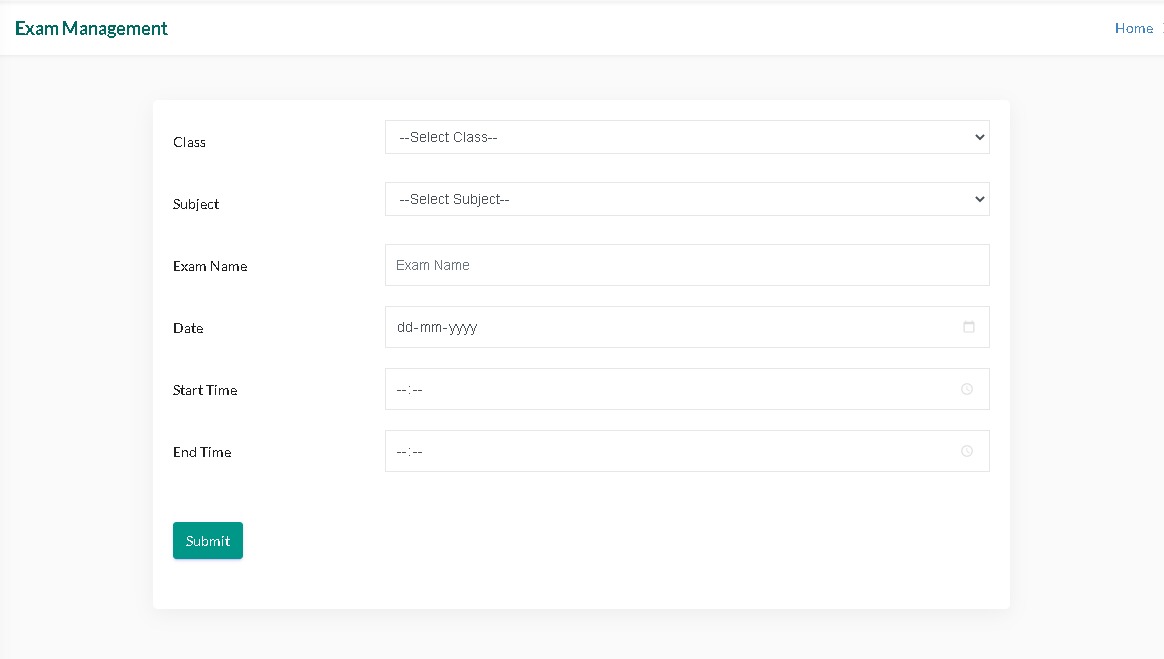 Exam Management
Home
Class
--Select Class--
Subject
--Select Subject--
Exam Name
Exam Name
Date
dd-mm-yyyy
Start Time
--:--
End Time
--:--
Submit